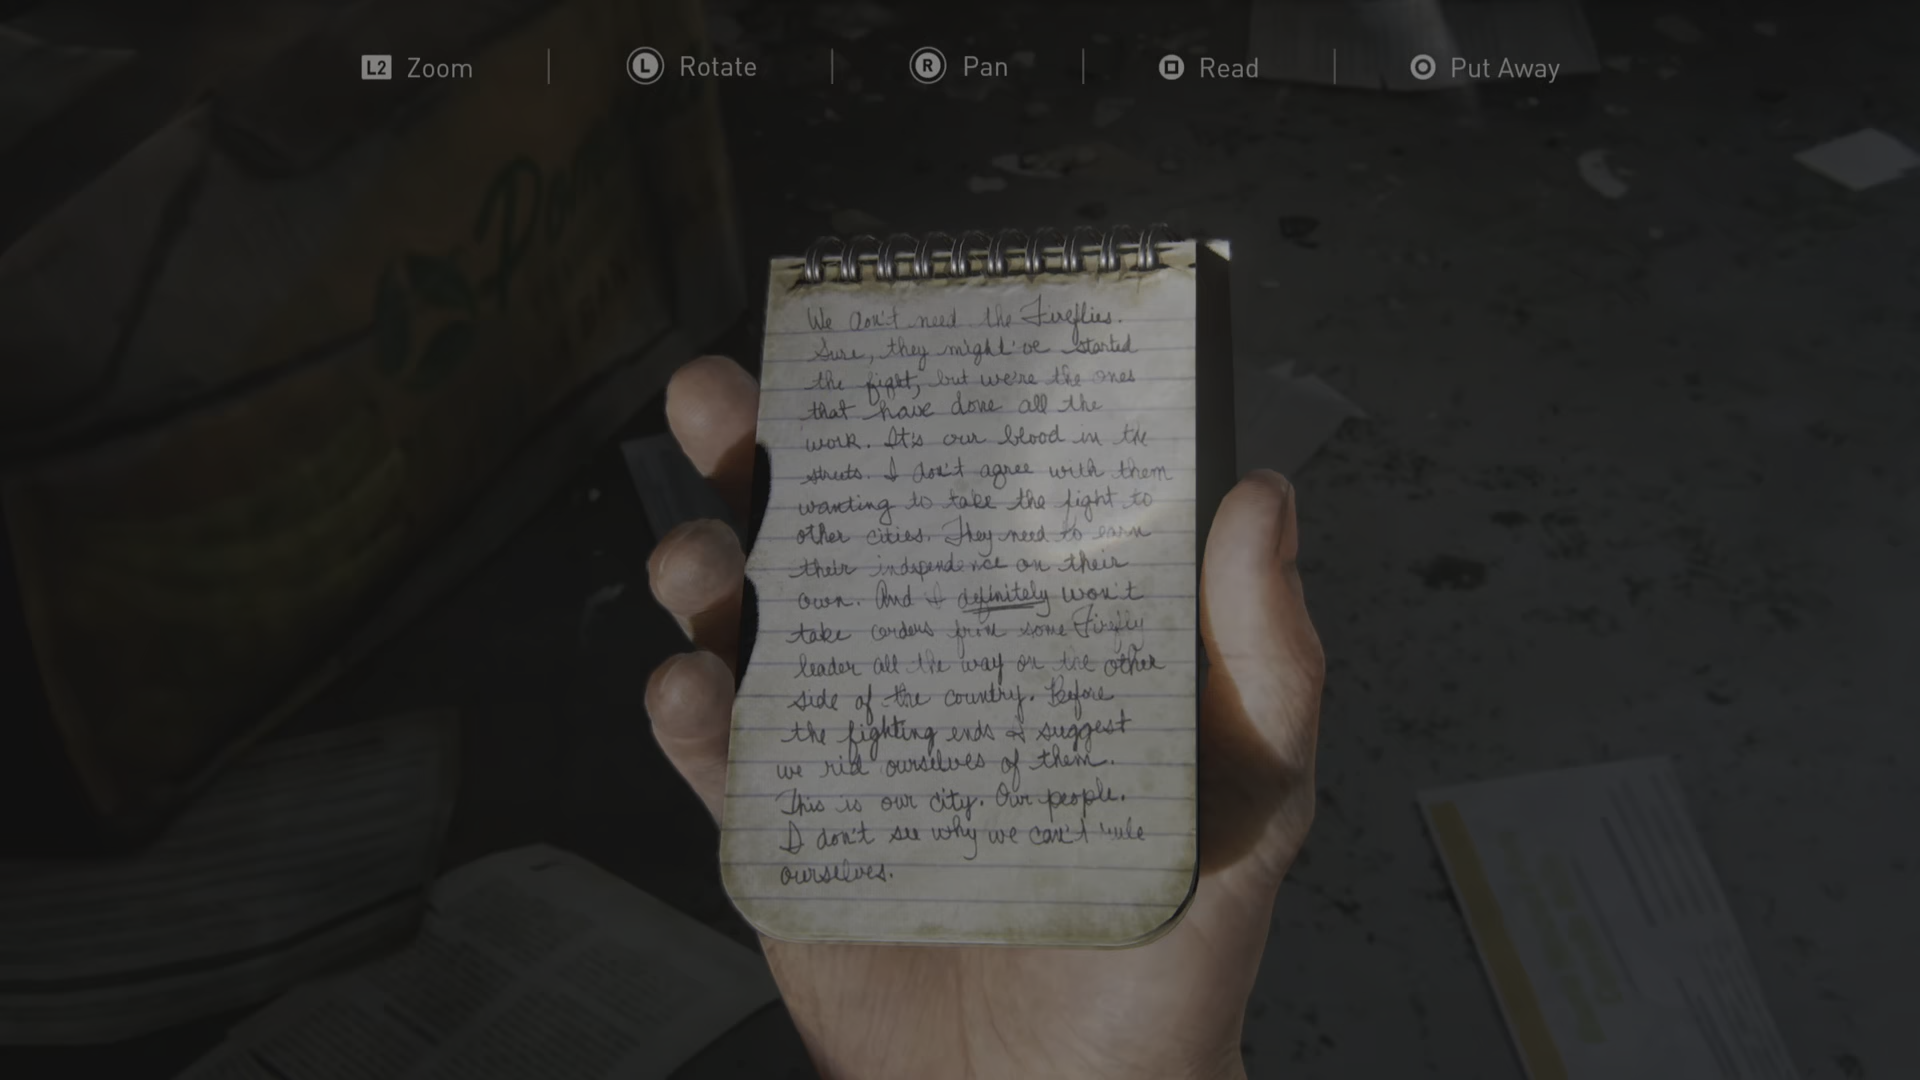 L2 Zoom
L Rotate
R Pan
Read
Put Away
We don't need the Fireflies.
Sure, they might've started
the fight, but we're the ones
that have done all the
work. It's our blood in the
streets. I don't agree with them
wanting to take the fight to
other cities. They need to earn
their independence on their
own. And I definitely won't
take orders from some Firefly
leader all the way on the other
side of the country. Before
the fighting ends I suggest
we rid ourselves of them.
This is our city. Our people.
I don't see why we can't rule
ourselves.